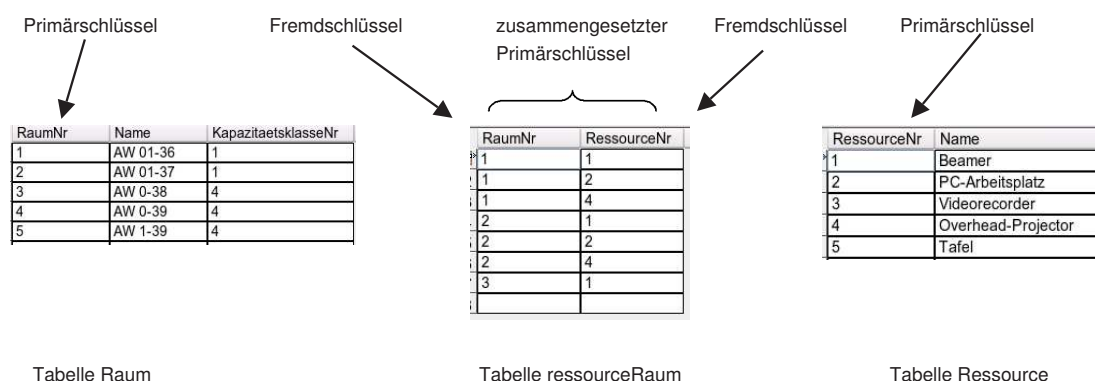 Primärschlüssel Fremdschlüssel zusammengesetzter Primärschlüssel Fremdschlüssel Primärschlüssel
RaumNr Name KapazitaetsklasseNr
1 AW 01-36 1
2 AW 01-37 1
3 AW 0-38 4
4 AW 0-39 4
5 AW 1-39 4
RaumNr RessourceNr
1 1
1 2
1 4
2 1
2 2
2 4
3 1
RessourceNr Name
1 Beamer
2 PC-Arbeitsplatz
3 Videorecorder
4 Overhead-Projector
5 Tafel
Tabelle Raum Tabelle ressourceRaum Tabelle Ressource